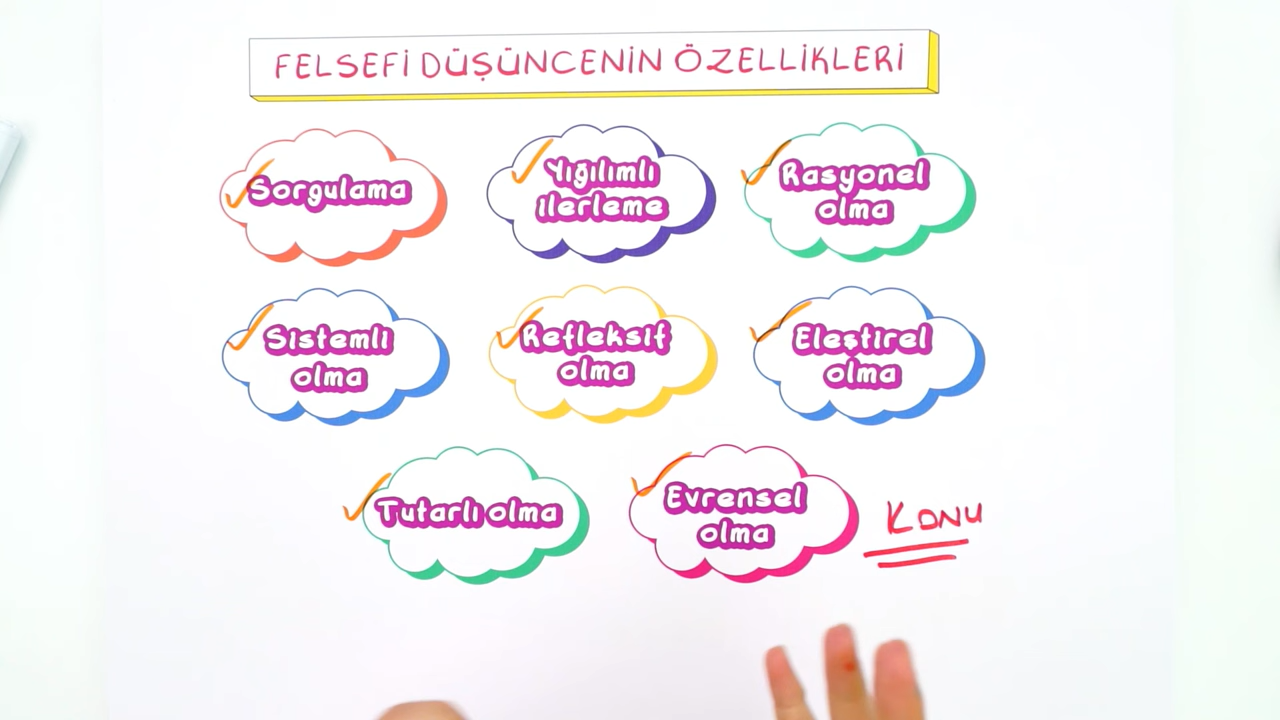 FELSEFİ DÜŞÜNCENİN ÖZELLİKLERİ
Sorgulama
Yığılımlı
ilerleme
Rasyonel
olma
Sistemli
olma
Refleksif
olma
Eleştirel
olma
Tutarlı olma
Evrensel
olma
KONU